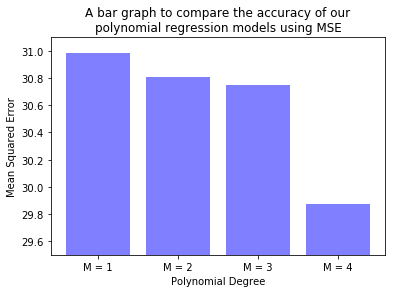 A bar graph to compare the accuracy of our
polynomial regression models using MSE
Mean Squared Error
31.0
30.8
30.6
30.4
30.2
30.0
29.8
29.6
M = 1
M = 2
M = 3
M = 4
Polynomial Degree